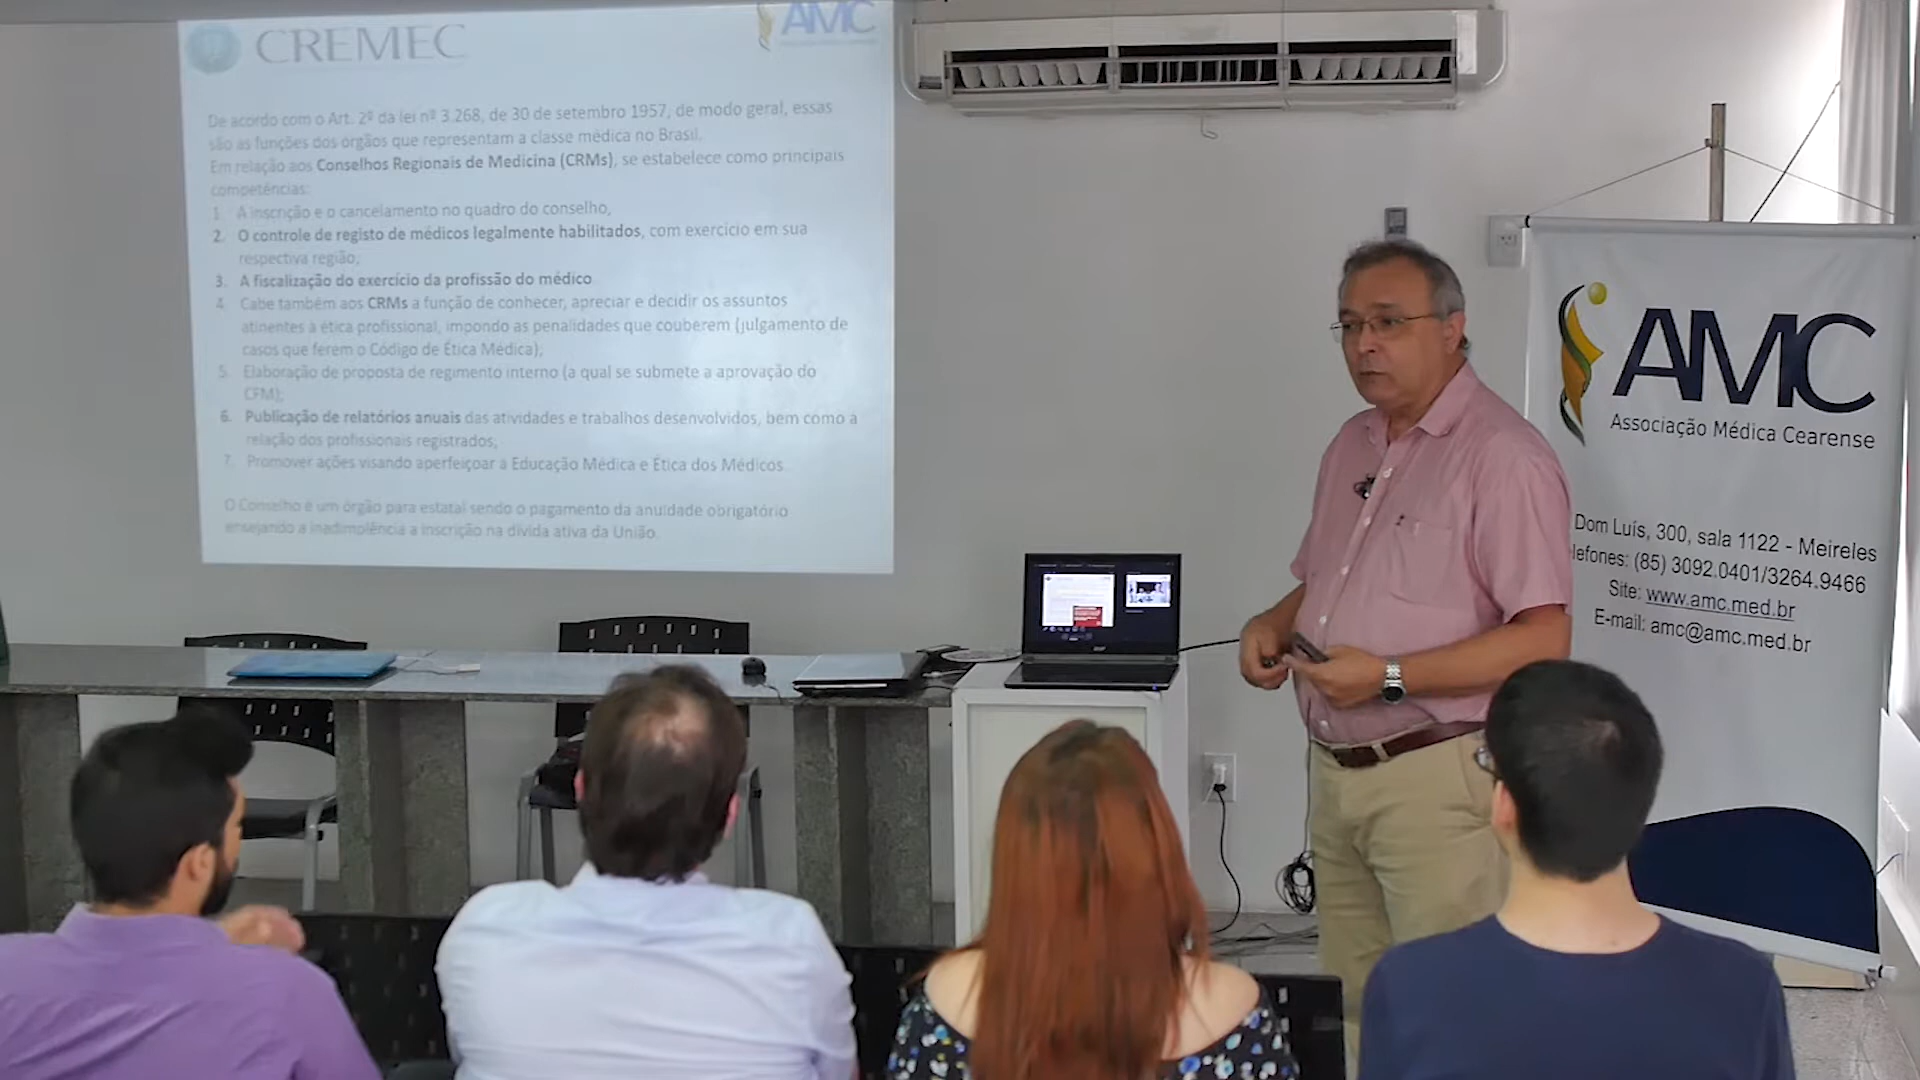 CREMEC
AMC
De acordo com o Art. 2º da lei nº 3.268, de 30 de setembro 1957, de modo geral, essas
são as funções dos órgãos que representam a classe médica no Brasil.
Em relação aos Conselhos Regionais de Medicina (CRMs), se estabelece como principais
competências:
1. A inscrição e o cancelamento no quadro do conselho,
2. O controle de registo de médicos legalmente habilitados, com exercício em sua
respectiva região;
3. A fiscalização do exercício da profissão do médico
4. Cabe também aos CRMs a função de conhecer, apreciar e decidir os assuntos
atinentes a ética profissional, impondo as penalidades que couberem (julgamento de
casos que ferem o Código de Ética Médica);
5. Elaboração de proposta de regimento interno (a qual se submete a aprovação do
CFM);
6. Publicação de relatórios anuais das atividades e trabalhos desenvolvidos, bem como a
relação dos profissionais registrados;
7. Promover ações visando aperfeiçoar a Educação Médica e Ética dos Médicos
O Conselho é um órgão para estatal sendo o pagamento da anuidade obrigatório
ensejando a inadimplência a inscrição na dívida ativa da União.
AMC
Associação Médica Cearense
Dom Luís, 300, sala 1122 - Meireles
lefones: (85) 3092.0401/3264.9466
Site: www.amc.med.br
E-mail: amc@amc.med.br
acer